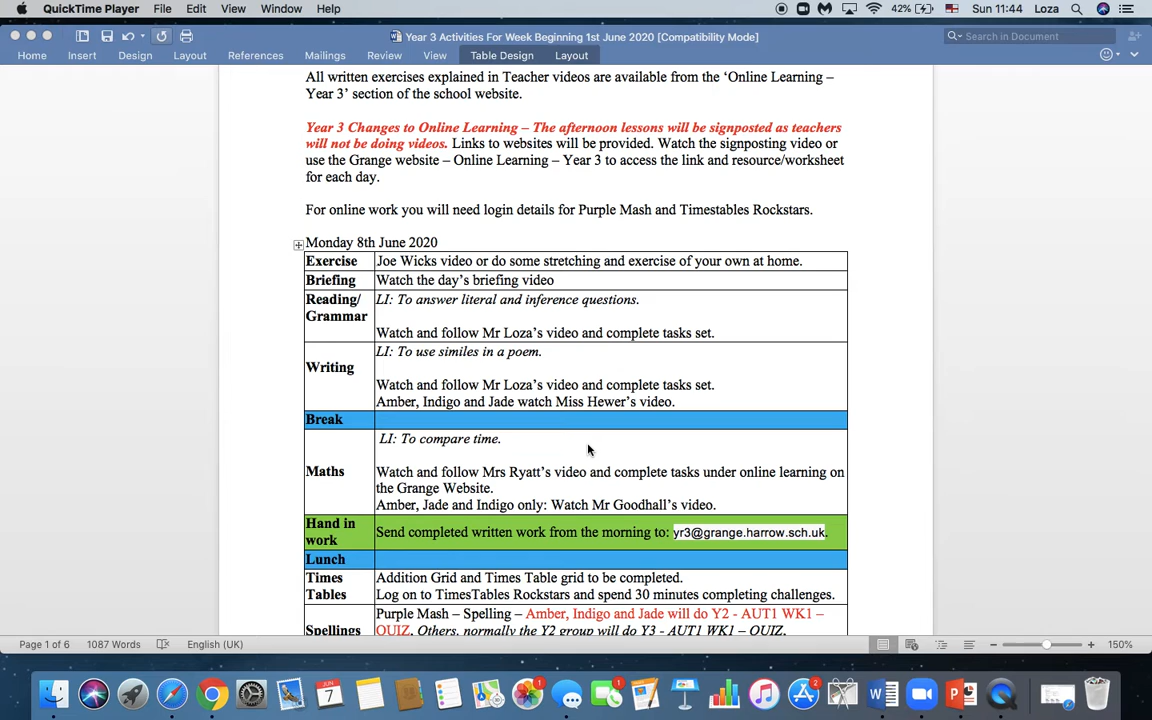 QuickTime Player File Edit View Window Help 42% Sun 11:44 Loza
Year 3 Activities For Week Beginning 1st June 2020 [Compatibility Mode] Search in Document
Home Insert Design Layout References Mailings Review View Table Design Layout
All written exercises explained in Teacher videos are available from the ‘Online Learning –
Year 3’ section of the school website.
Year 3 Changes to Online Learning – The afternoon lessons will be signposted as teachers
will not be doing videos. Links to websites will be provided. Watch the signposting video or
use the Grange website – Online Learning – Year 3 to access the link and resource/worksheet
for each day.
For online work you will need login details for Purple Mash and Timestables Rockstars.
Monday 8th June 2020
Exercise Joe Wicks video or do some stretching and exercise of your own at home.
Briefing Watch the day’s briefing video
Reading/
Grammar
LI: To answer literal and inference questions.
Watch and follow Mr Loza’s video and complete tasks set.
Writing
LI: To use similes in a poem.
Watch and follow Mr Loza’s video and complete tasks set.
Amber, Indigo and Jade watch Miss Hewer’s video.
Break
Maths
LI: To compare time.
Watch and follow Mrs Ryatt’s video and complete tasks under online learning on
the Grange Website.
Amber, Jade and Indigo only: Watch Mr Goodhall’s video.
Hand in
work
Send completed written work from the morning to: yr3@grange.harrow.sch.uk.
Lunch
Times
Tables
Addition Grid and Times Table grid to be completed.
Log on to TimesTables Rockstars and spend 30 minutes completing challenges.
Spellings
Purple Mash – Spelling – Amber, Indigo and Jade will do Y2 - AUT1 WK1 –
QUIZ. Others, normally the Y2 group will do Y3 - AUT1 WK1 – QUIZ.
Page 1 of 6 1087 Words English (UK) 150%
JUN
7
1
1
2